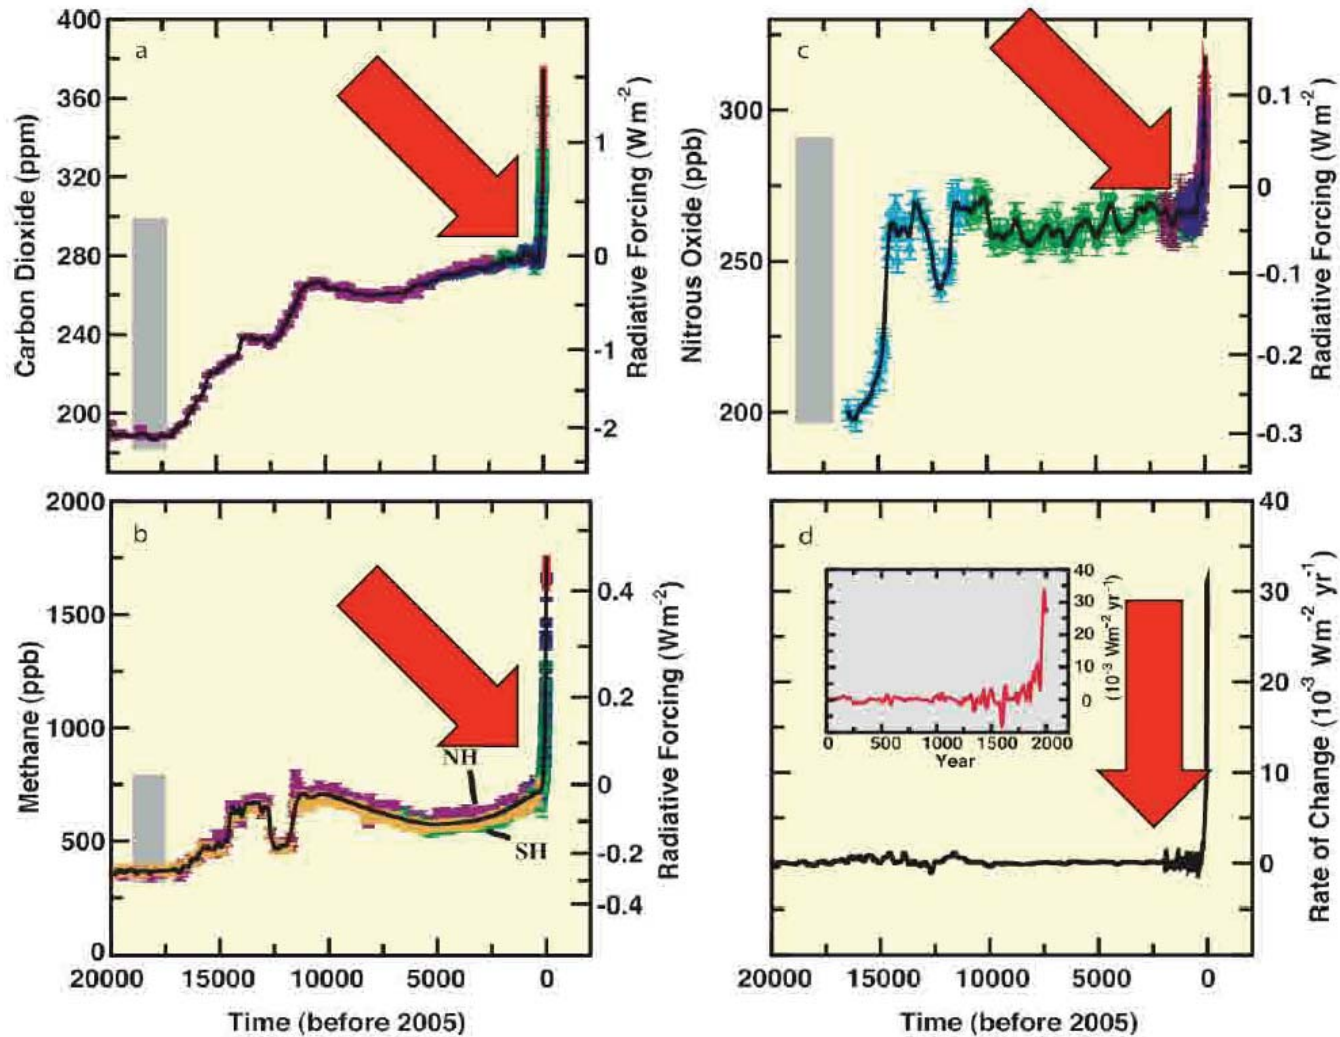 a
400
360
320
280
240
200
Carbon Dioxide (ppm)
1
0
-1
-2
Radiative Forcing (Wm-2)
c
300
250
200
Nitrous Oxide (ppb)
0.1
0
-0.1
-0.2
-0.3
Radiative Forcing (Wm-2)
b
2000
1500
1000
500
0
Methane (ppb)
NH
SH
0.4
0.2
0
-0.2
-0.4
Radiative Forcing (Wm-2)
20000 15000 10000 5000 0
Time (before 2005)
d
40
30
20
10
0
(10-3 Wm-2 yr-1)
0 500 1000 1500 2000
Year
40
30
20
10
0
Rate of Change (10-3 Wm-2 yr-1)
20000 15000 10000 5000 0
Time (before 2005)